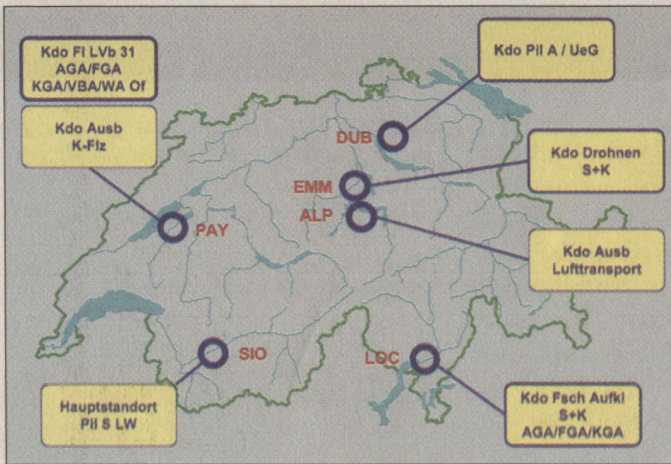 Kdo Fl LVb 31
AGA/FGA
KGA/VBA/WA Of
Kdo Ausb
K-Flz
Kdo Pil A / UeG
DUB
EMM
Kdo Drohnen
S+K
ALP
PAY
Kdo Ausb
Lufttransport
SIO
LOC
Hauptstandort
Pil S LW
Kdo Fsch Aufkl
S+K
AGA/FGA/KGA